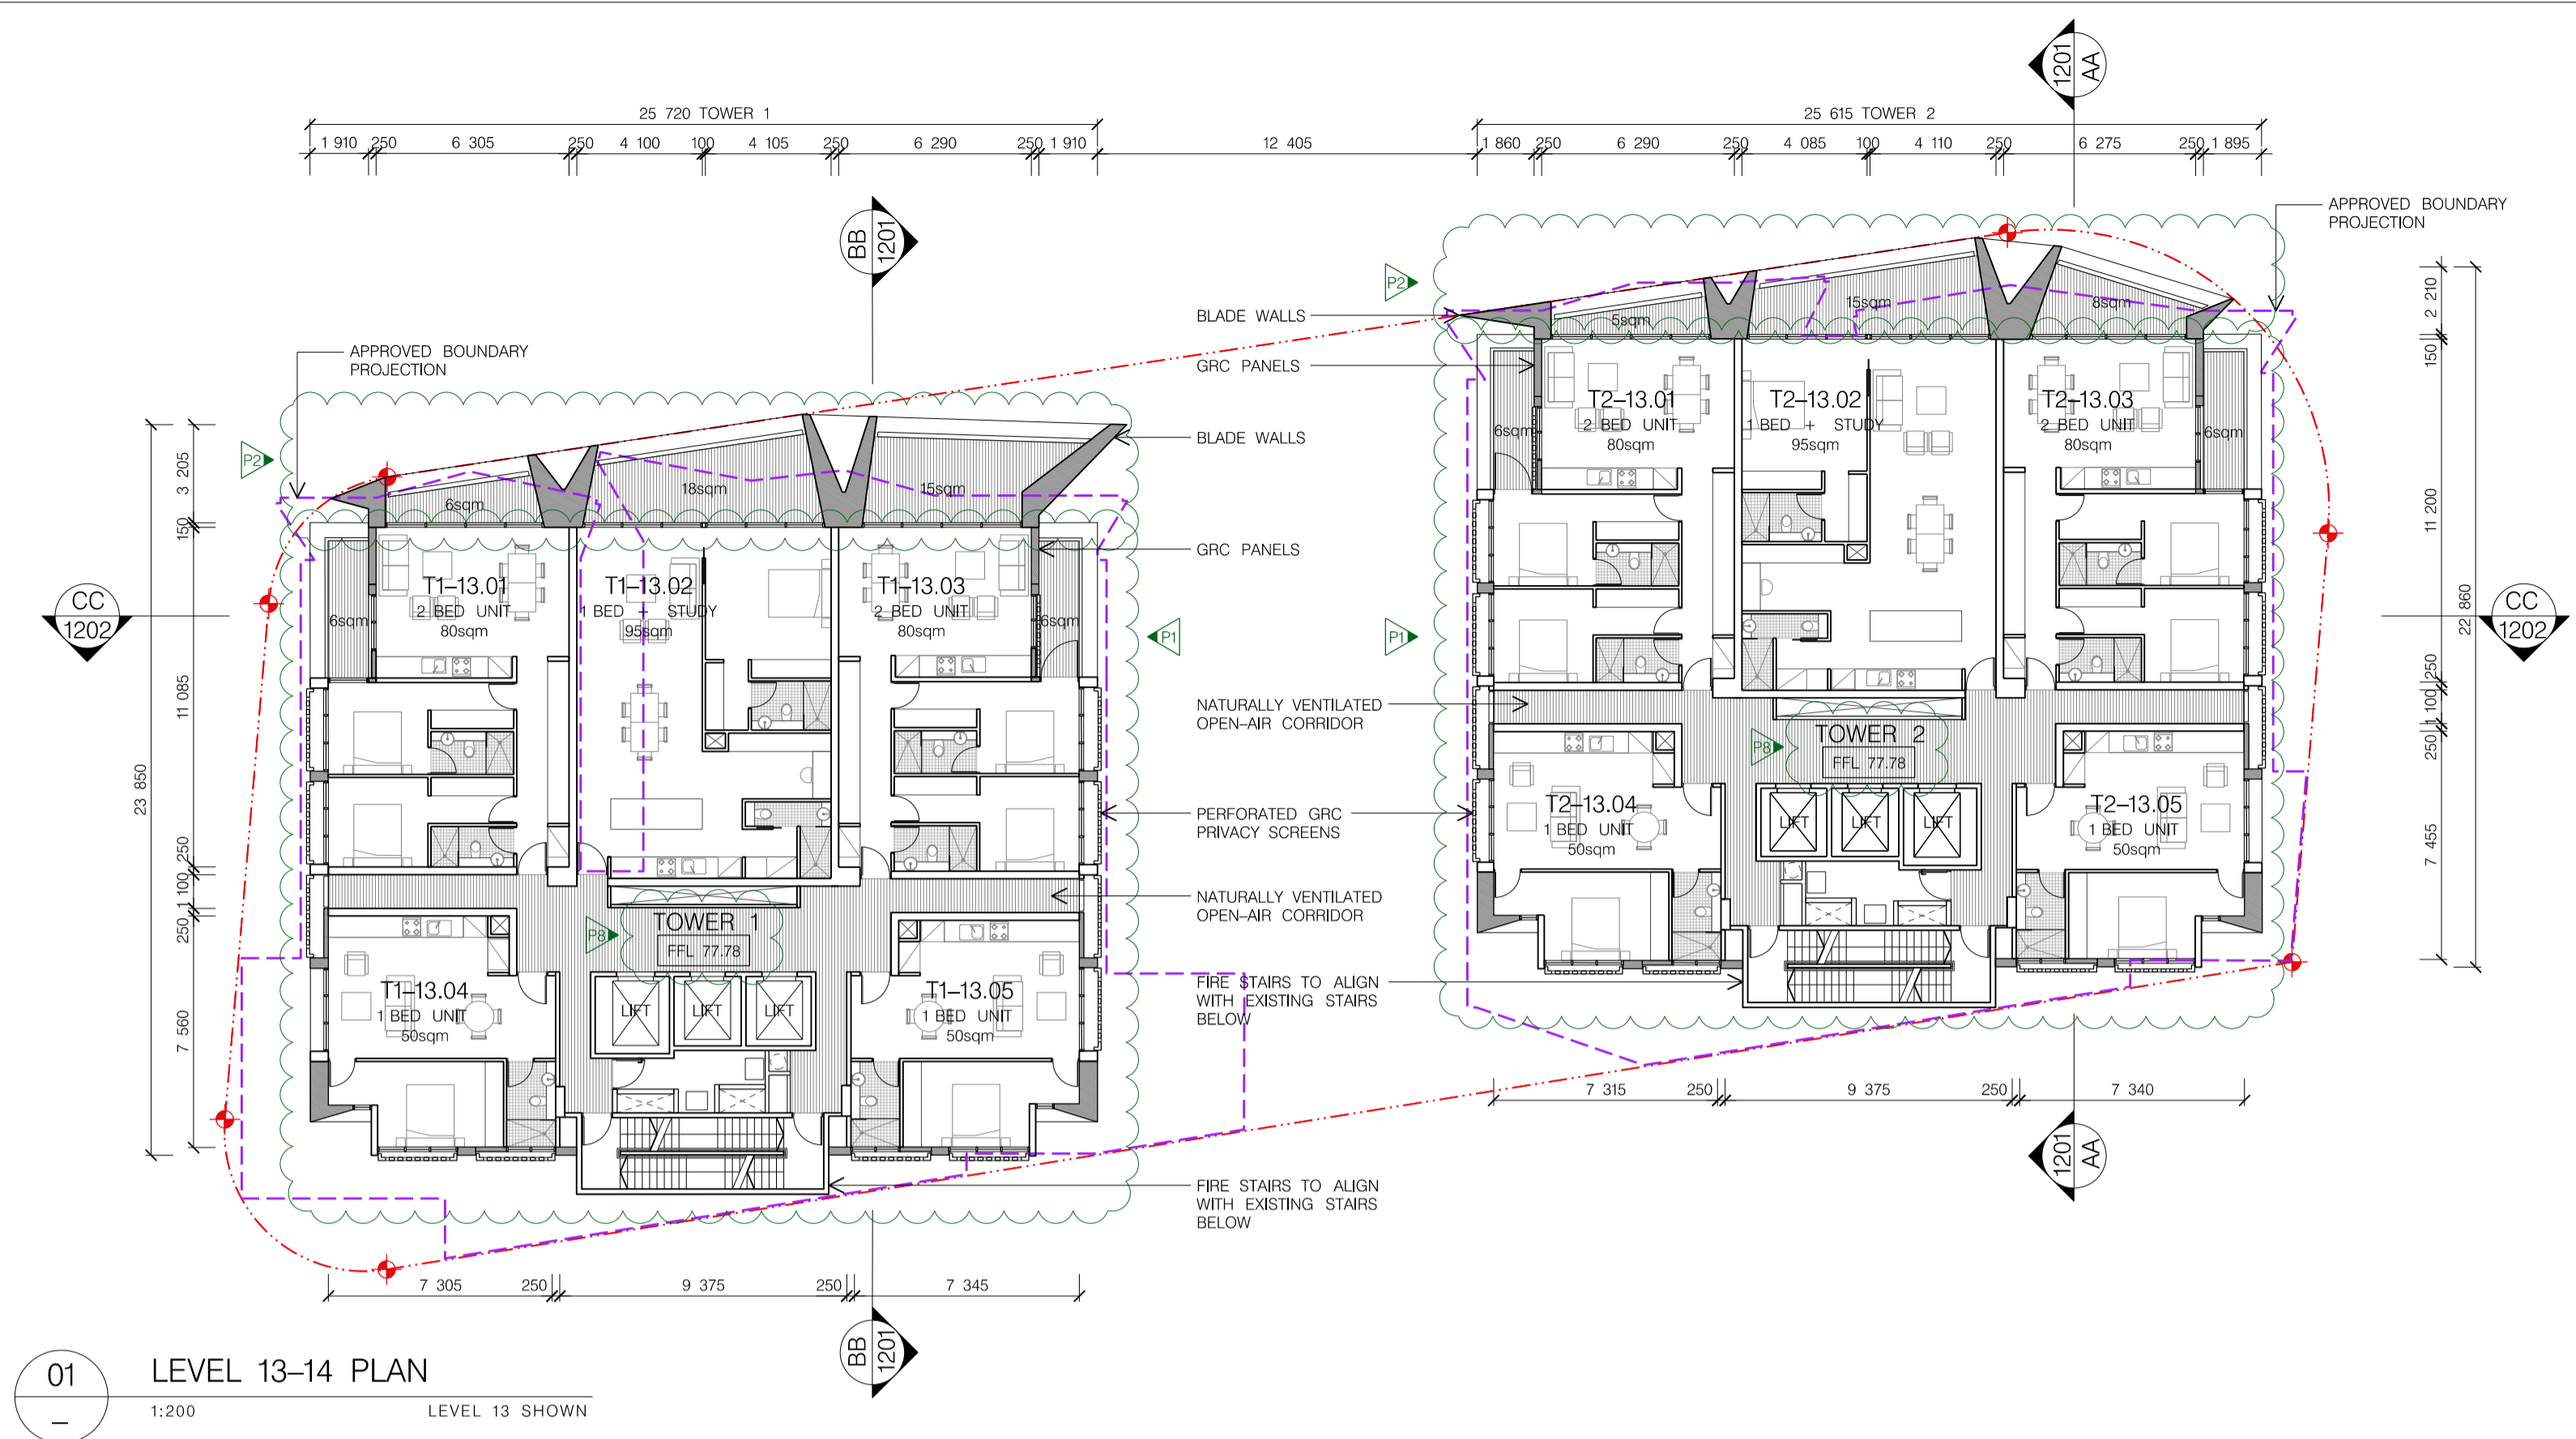 1201
AA
25 720 TOWER 1
25 615 TOWER 2
1 910 250 6 305 250 4 100 100 4 105 250 6 290 250 1 910
12 405
1 860 250 6 290 250 4 085 100 4 110 250 6 275 250 1 895
BB
1201
APPROVED BOUNDARY
PROJECTION
P2
BLADE WALLS
5sqm
15sqm
8sqm
2 210
150
11 200
250
1 100
250
7 455
22 860
APPROVED BOUNDARY
PROJECTION
GRC PANELS
T2–13.01
2 BED UNIT
80sqm
6sqm
T2–13.02
1 BED + STUDY
95sqm
T2–13.03
2 BED UNIT
80sqm
6sqm
P2
BLADE WALLS
6sqm
18sqm
15sqm
3 205
150
11 085
250
1 100
250
7 560
23 850
GRC PANELS
CC
1202
T1–13.01
2 BED UNIT
80sqm
6sqm
T1–13.02
1 BED + STUDY
95sqm
T1–13.03
2 BED UNIT
80sqm
6sqm
P1
P1
CC
1202
NATURALLY VENTILATED
OPEN–AIR CORRIDOR
TOWER 2
P8
FFL 77.78
T2–13.04
1 BED UNIT
50sqm
LIFT
LIFT
LIFT
T2–13.05
1 BED UNIT
50sqm
PERFORATED GRC
PRIVACY SCREENS
NATURALLY VENTILATED
OPEN–AIR CORRIDOR
TOWER 1
P8
FFL 77.78
T1–13.04
1 BED UNIT
50sqm
LIFT
LIFT
LIFT
T1–13.05
1 BED UNIT
50sqm
FIRE STAIRS TO ALIGN
WITH EXISTING STAIRS
BELOW
7 315 250 9 375 250 7 340
1201
AA
FIRE STAIRS TO ALIGN
WITH EXISTING STAIRS
BELOW
7 305 250 9 375 250 7 345
BB
1201
01
–
LEVEL 13–14 PLAN
1:200
LEVEL 13 SHOWN